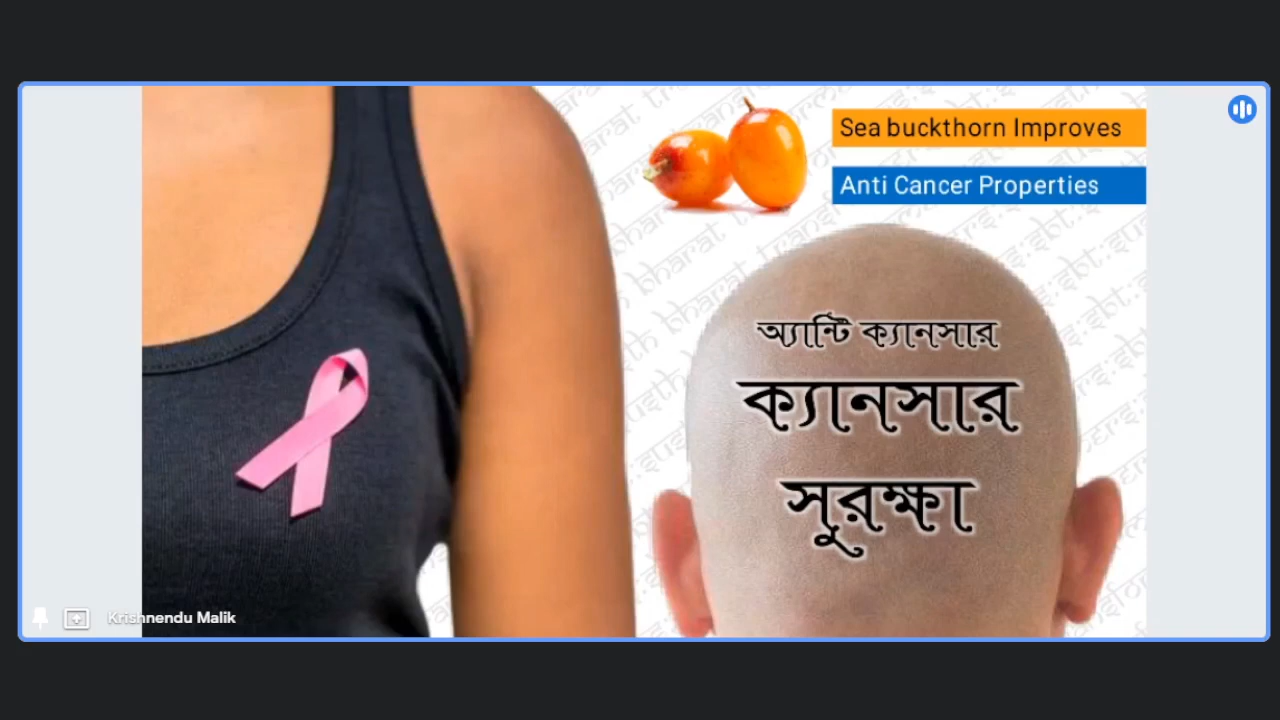 Sea buckthorn Improves
Anti Cancer Properties
অ্যান্টি ক্যানসার
ক্যানসার
সুরক্ষা
Krishnendu Malik